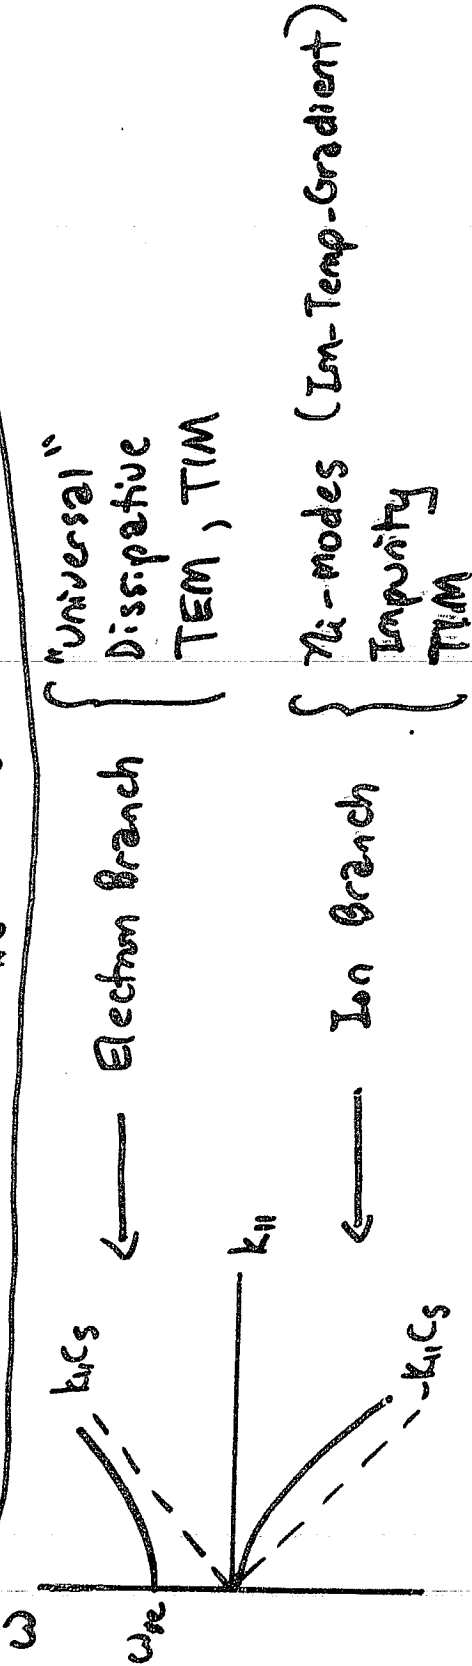 ω
ω*e
k∥cs
k∥
-k∥cs
← Electron Branch
{ "Universal"
Dissipative
TEM, TIM
← Ion Branch
{ ηi-modes (Ion-Temp-Gradient)
Impurity
TIM